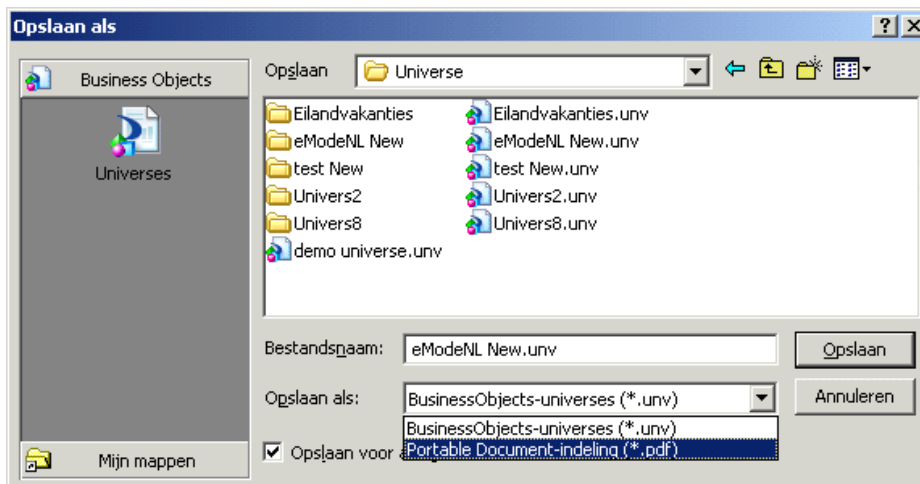 Opslaan als
Business Objects
Universes
Mijn mappen
Opslaan
Universe
Eilandvakanties
eModeNL New
test New
Univers2
Univers8
demo universe.unv
Eilandvakanties.unv
eModeNL New.unv
test New.unv
Univers2.unv
Univers8.unv
Bestandsnaam: eModeNL New.unv
Opslaan
Opslaan als: BusinessObjects-universes (*.unv)
Annuleren
BusinessObjects-universes (*.unv)
Portable Document-indeling (*.pdf)
Opslaan voor